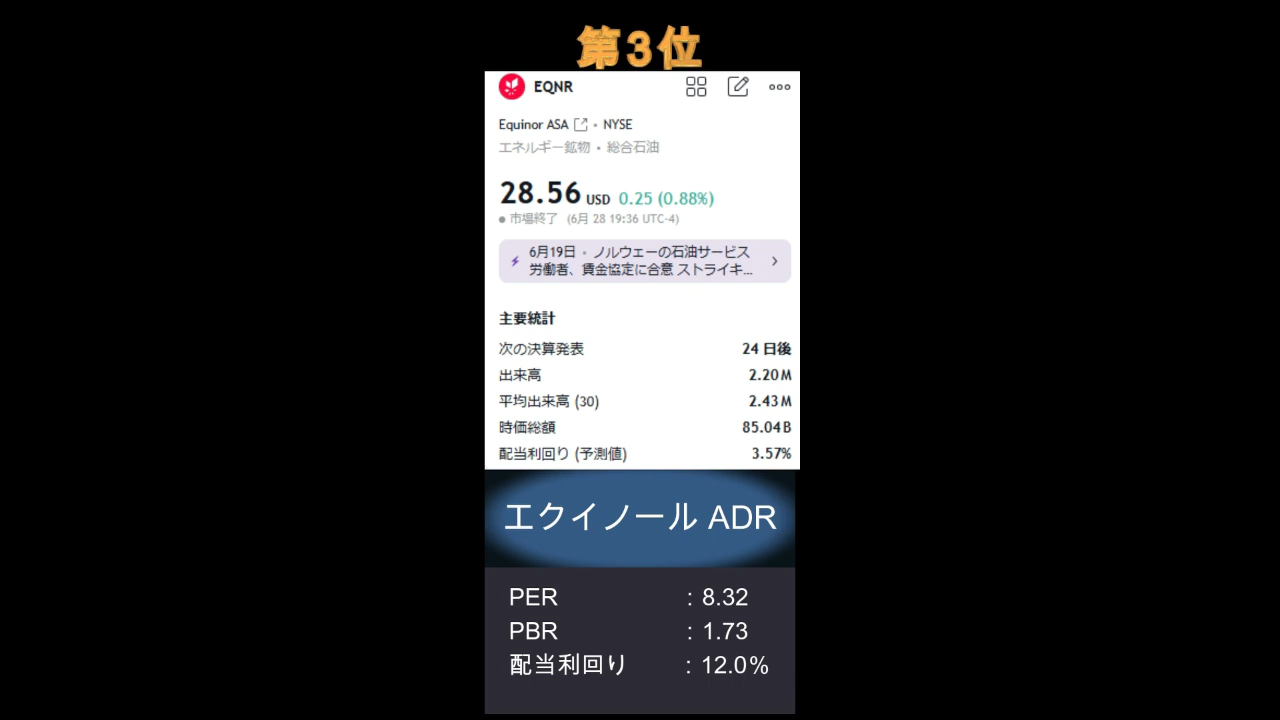 第3位
EQNR
Equinor ASA • NYSE
エネルギー鉱物 • 総合石油
28.56 USD 0.25 (0.88%)
市場終了 (6月 28 19:36 UTC-4)
6月19日 • ノルウェーの石油サービス
労働者、賃金協定に合意 ストライキ...
主要統計
次の決算発表 24 日後
出来高 2.20M
平均出来高 (30) 2.43M
時価総額 85.04B
配当利回り (予測値) 3.57%
エクイノール ADR
PER : 8.32
PBR : 1.73
配当利回り : 12.0%